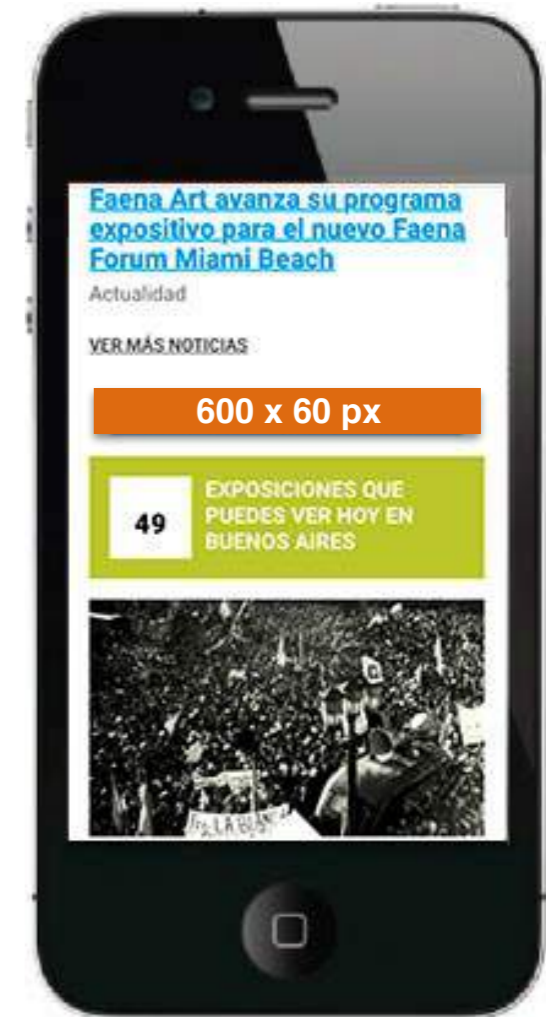 Faena Art avanza su programa
expositivo para el nuevo Faena
Forum Miami Beach
Actualidad
VER MÁS NOTICIAS
600 x 60 px
49
EXPOSICIONES QUE
PUEDES VER HOY EN
BUENOS AIRES